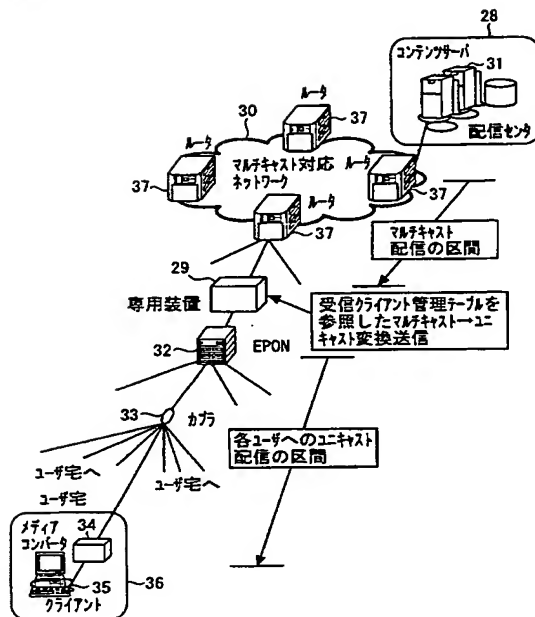 28
コンテンツサーバ
31
配信センタ
ルータ
30
37
ルータ
ルータ
マルチキャスト対応
ネットワーク
37
37
37
マルチキャスト
配信の区間
29
専用装置
受信クライアント管理テーブルを
参照したマルチキャスト→ユニ
キャスト変換送信
32
EPON
33
カプラ
各ユーザへのユニキャスト
配信の区間
ユーザ宅へ
ユーザ宅へ
ユーザ宅
メディア
コンバータ
34
35
クライアント
36